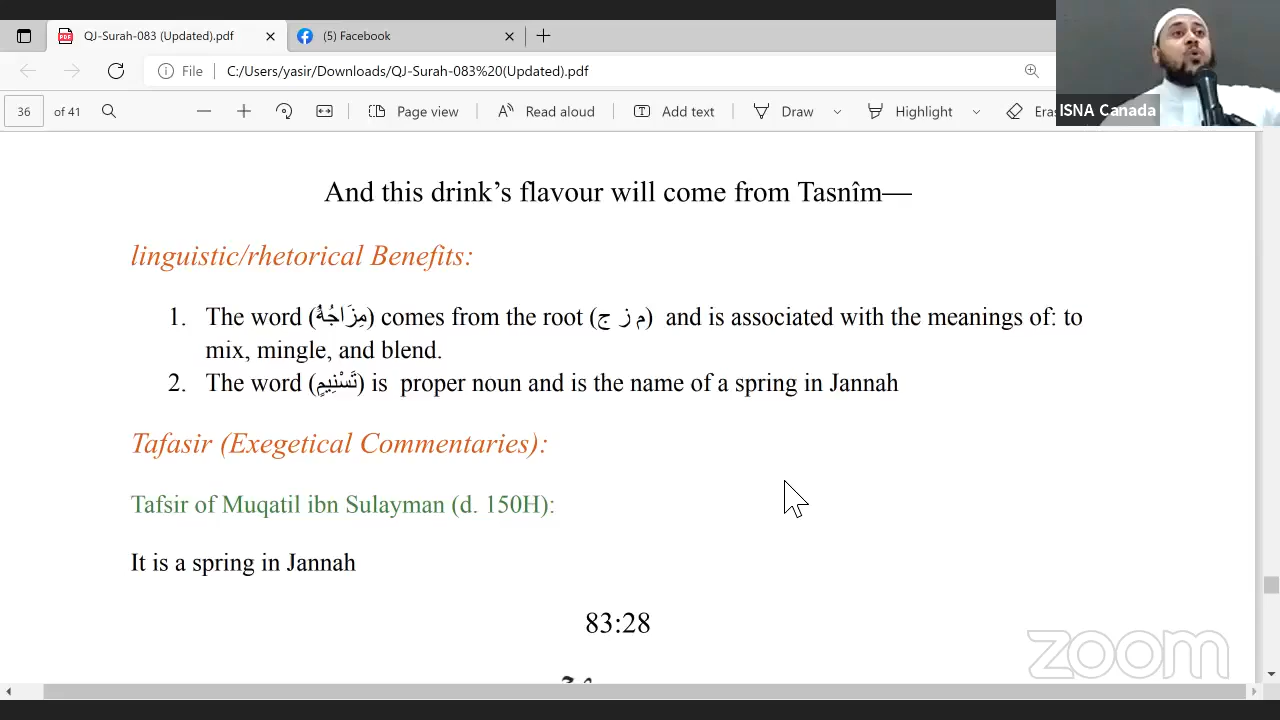 QJ-Surah-083 (Updated).pdf
(5) Facebook
File
C:/Users/yasir/Downloads/QJ-Surah-083%20(Updated).pdf
36 of 41
Page view
Read aloud
Add text
Draw
Highlight
Eras
ISNA Canada
And this drink's flavour will come from Tasnîm—
linguistic/rhetorical Benefits:
1. The word (مِزَاجُهُ) comes from the root (م ز ج) and is associated with the meanings of: to
mix, mingle, and blend.
2. The word (تَسْنِيمٍ) is proper noun and is the name of a spring in Jannah
Tafasir (Exegetical Commentaries):
Tafsir of Muqatil ibn Sulayman (d. 150H):
It is a spring in Jannah
83:28
zoom